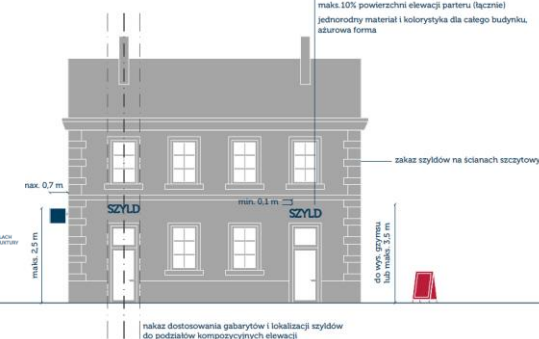 maks.10% powierzchni elewacji parteru (łącznie)
jednorodny materiał i kolorystyka dla całego budynku,
ażurowa forma
zakaz szyldów na ścianach szczytowy
nax. 0,7 m
min. 0,1 m
SZYLD
SZYLD
maks. 2,5 m
do wys. gzymsu
lub maks. 3,5 m
nakaz dostosowania gabarytów i lokalizacji szyldów
do podziałów kompozycyjnych elewacji